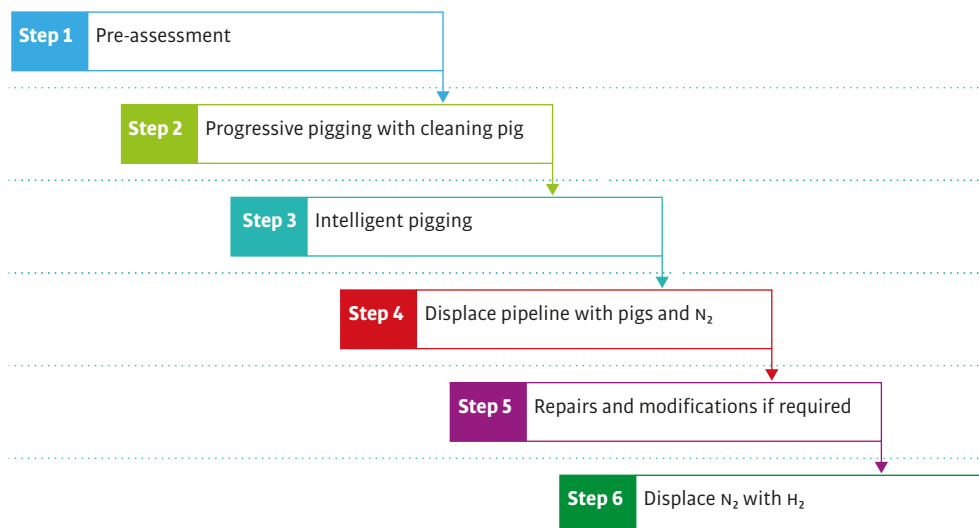 Step 1 Pre-assessment
Step 2 Progressive pigging with cleaning pig
Step 3 Intelligent pigging
Step 4 Displace pipeline with pigs and N₂
Step 5 Repairs and modifications if required
Step 6 Displace N₂ with H₂